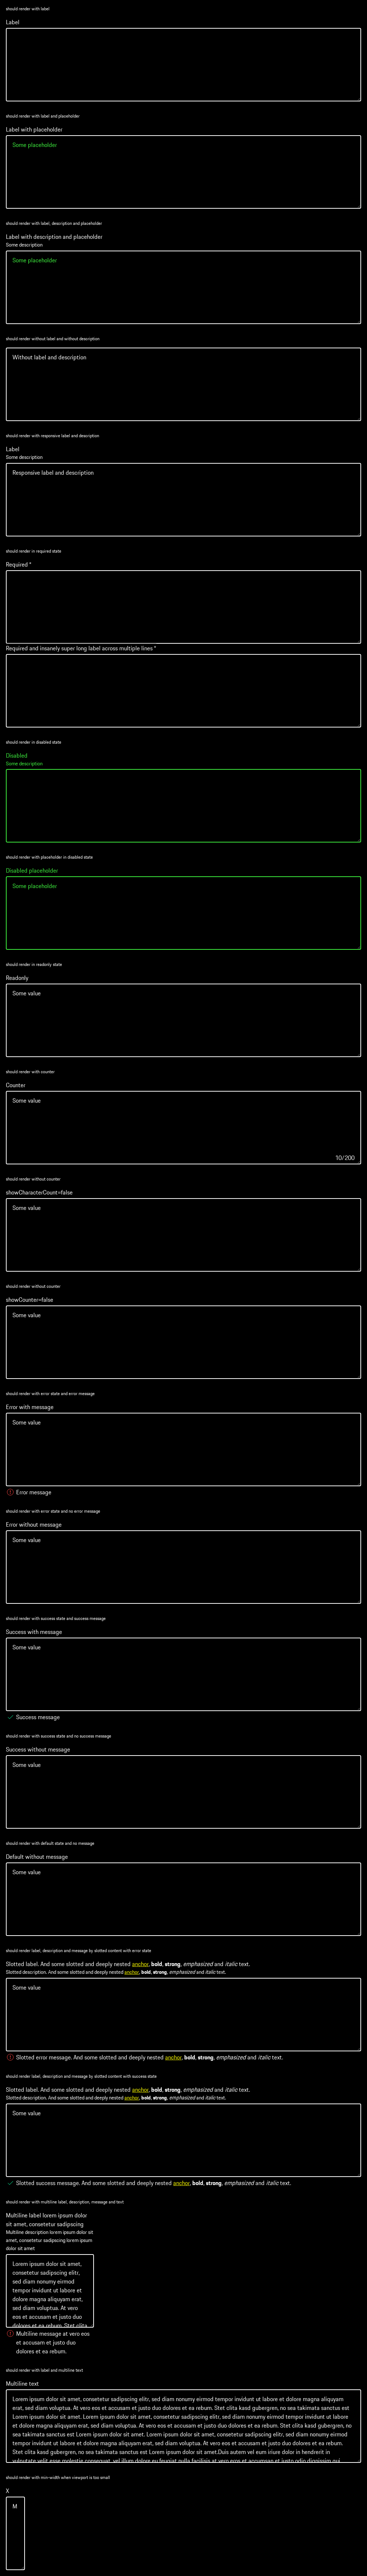 should render with label
Label
should render with label and placeholder
Label with placeholder
Some placeholder
should render with label, description and placeholder
Label with description and placeholder
Some description
Some placeholder
should render without label and without description
Without label and description
should render with responsive label and description
Label
Some description
Responsive label and description
should render in required state
Required *
Required and insanely super long label across multiple lines *
should render in disabled state
Disabled
Some description
should render with placeholder in disabled state
Disabled placeholder
Some placeholder
should render in readonly state
Readonly
Some value
should render with counter
Counter
Some value
10/200
should render without counter
showCharacterCount=false
Some value
should render without counter
showCounter=false
Some value
should render with error state and error message
Error with message
Some value
Error message
should render with error state and no error message
Error without message
Some value
should render with success state and success message
Success with message
Some value
Success message
should render with success state and no success message
Success without message
Some value
should render with default state and no message
Default without message
Some value
should render label, description and message by slotted content with error state
Slotted label. And some slotted and deeply nested anchor, bold, strong, emphasized and italic text.
Slotted description. And some slotted and deeply nested anchor, bold, strong, emphasized and italic text.
Some value
Slotted error message. And some slotted and deeply nested anchor, bold, strong, emphasized and italic text.
should render label, description and message by slotted content with success state
Slotted label. And some slotted and deeply nested anchor, bold, strong, emphasized and italic text.
Slotted description. And some slotted and deeply nested anchor, bold, strong, emphasized and italic text.
Some value
Slotted success message. And some slotted and deeply nested anchor, bold, strong, emphasized and italic text.
should render with multiline label, description, message and text
Multiline label lorem ipsum dolor
sit amet, consetetur sadipscing
Multiline description lorem ipsum dolor sit
amet, consetetur sadipscing lorem ipsum
dolor sit amet
Lorem ipsum dolor sit amet,
consetetur sadipscing elitr,
sed diam nonumy eirmod
tempor invidunt ut labore et
dolore magna aliquyam erat,
sed diam voluptua. At vero
eos et accusam et justo duo
dolores et ea rebum. Stet clita
Multiline message at vero eos
et accusam et justo duo
dolores et ea rebum.
should render with label and multiline text
Multiline text
Lorem ipsum dolor sit amet, consetetur sadipscing elitr, sed diam nonumy eirmod tempor invidunt ut labore et dolore magna aliquyam
erat, sed diam voluptua. At vero eos et accusam et justo duo dolores et ea rebum. Stet clita kasd gubergren, no sea takimata sanctus est
Lorem ipsum dolor sit amet. Lorem ipsum dolor sit amet, consetetur sadipscing elitr, sed diam nonumy eirmod tempor invidunt ut labore
et dolore magna aliquyam erat, sed diam voluptua. At vero eos et accusam et justo duo dolores et ea rebum. Stet clita kasd gubergren, no
sea takimata sanctus est Lorem ipsum dolor sit amet. Lorem ipsum dolor sit amet, consetetur sadipscing elitr, sed diam nonumy eirmod
tempor invidunt ut labore et dolore magna aliquyam erat, sed diam voluptua. At vero eos et accusam et justo duo dolores et ea rebum.
Stet clita kasd gubergren, no sea takimata sanctus est Lorem ipsum dolor sit amet.Duis autem vel eum iriure dolor in hendrerit in
vulputate velit esse molestie consequat, vel illum dolore eu feugiat nulla facilisis at vero eros et accumsan et iusto odio dignissim qui
should render with min-width when viewport is too small
X
M